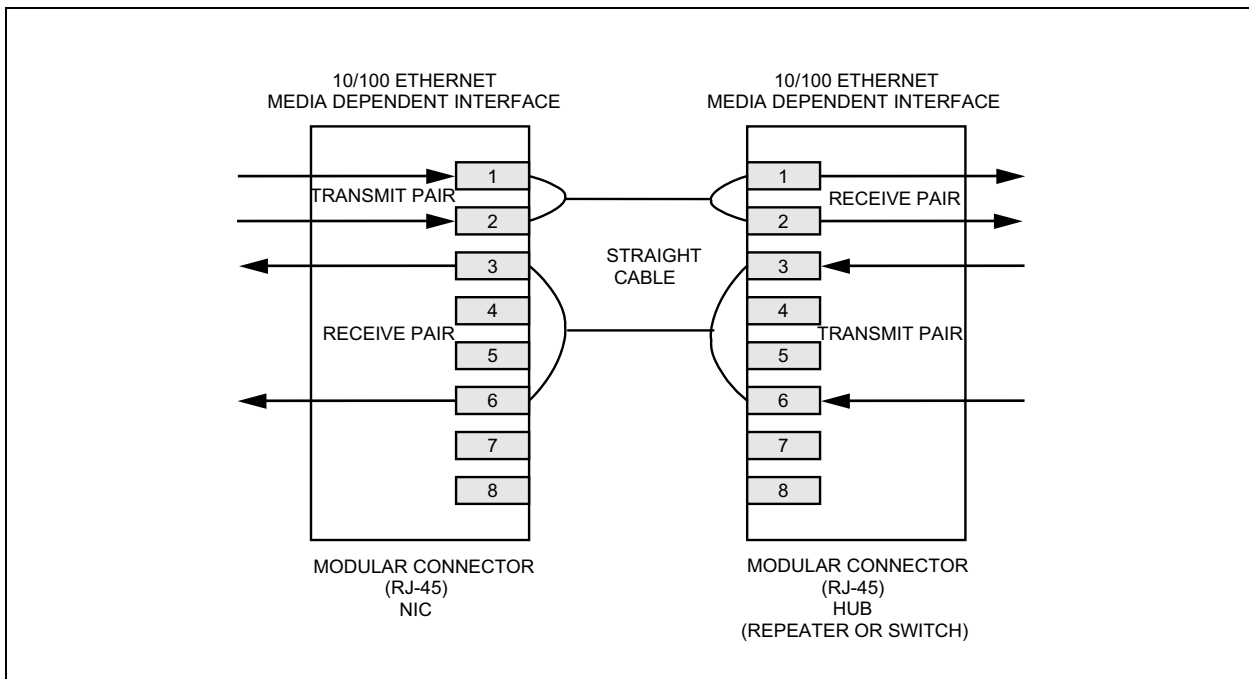 10/100 ETHERNET
MEDIA DEPENDENT INTERFACE
1
2
3
4
5
6
7
8
TRANSMIT PAIR
RECEIVE PAIR
MODULAR CONNECTOR
(RJ-45)
NIC
STRAIGHT
CABLE
10/100 ETHERNET
MEDIA DEPENDENT INTERFACE
1
2
3
4
5
6
7
8
RECEIVE PAIR
TRANSMIT PAIR
MODULAR CONNECTOR
(RJ-45)
HUB
(REPEATER OR SWITCH)